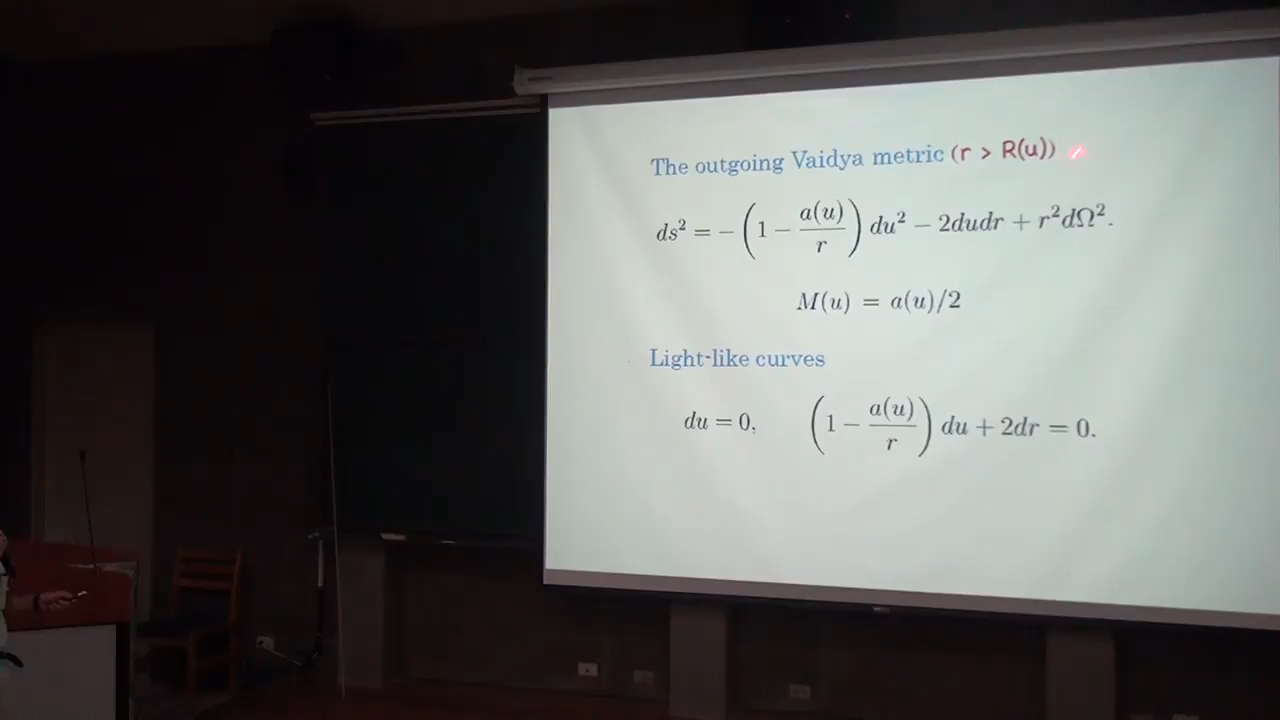 The outgoing Vaidya metric (r > R(u))
ds² = −(1 − a(u)/r) du² − 2dudr + r²dΩ².
M(u) = a(u)/2
Light-like curves
du = 0, (1 − a(u)/r) du + 2dr = 0.